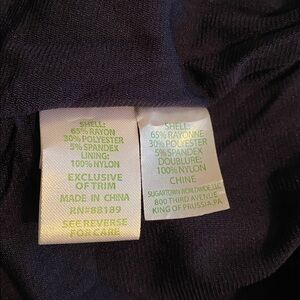 SHELL:
65% RAYON
30% POLYESTER
5% SPANDEX
LINING:
100% NYLON
EXCLUSIVE
OF TRIM
MADE IN CHINA
RN#88189
SEE REVERSE
FOR CARE
SHELL:
65% RAYONNE
30% POLYESTER
5% SPANDEX
DOUBLURE:
100% NYLON
CHINE
SUGARTOWN WORLDWIDE, LLC
800 THIRD AVENUE
KING OF PRUSSIA, PA